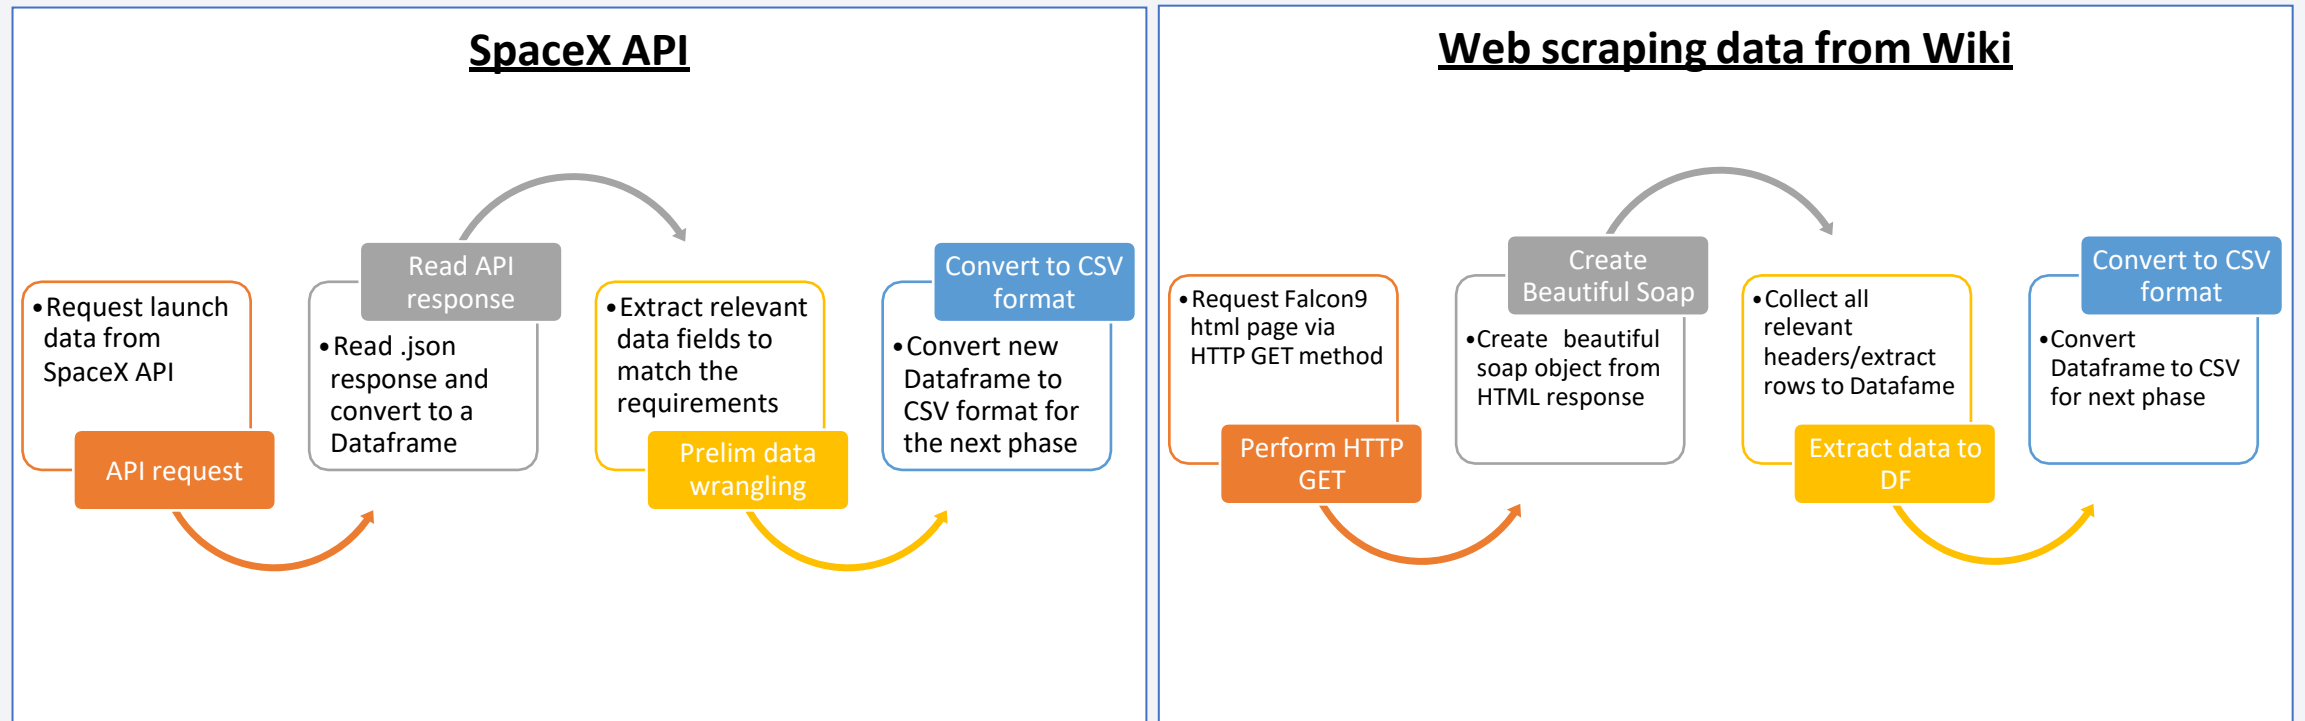 SpaceX API
•Request launch
data from
SpaceX API
API request
Read API
response
•Read .json
response and
convert to a
Dataframe
•Extract relevant
data fields to
match the
requirements
Prelim data
wrangling
Convert to CSV
format
•Convert new
Dataframe to
CSV format for
the next phase
Web scraping data from Wiki
•Request Falcon9
html page via
HTTP GET method
Perform HTTP
GET
Create
Beautiful Soap
•Create beautiful
soap object from
HTML response
•Collect all
relevant
headers/extract
rows to Datafame
Extract data to
DF
Convert to CSV
format
•Convert
Dataframe to CSV
for next phase